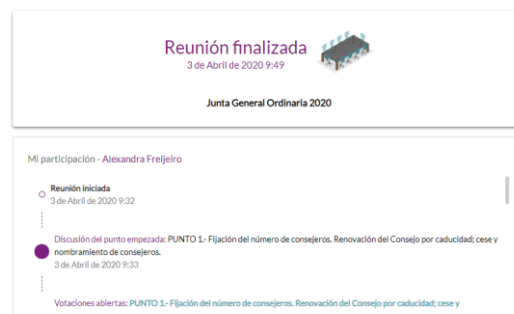 Reunión finalizada
3 de Abril de 2020 9:49
Junta General Ordinaria 2020
Mi participación - Alexandra Freijeiro
Reunión iniciada
3 de Abril de 2020 9:32
Discusión del punto empezada: PUNTO 1.- Fijación del número de consejeros. Renovación del Consejo por caducidad: cese y
nombramiento de consejeros.
3 de Abril de 2020 9:33
Votaciones abiertas: PUNTO 1.- Fijación del número de consejeros. Renovación del Consejo por caducidad; cese y